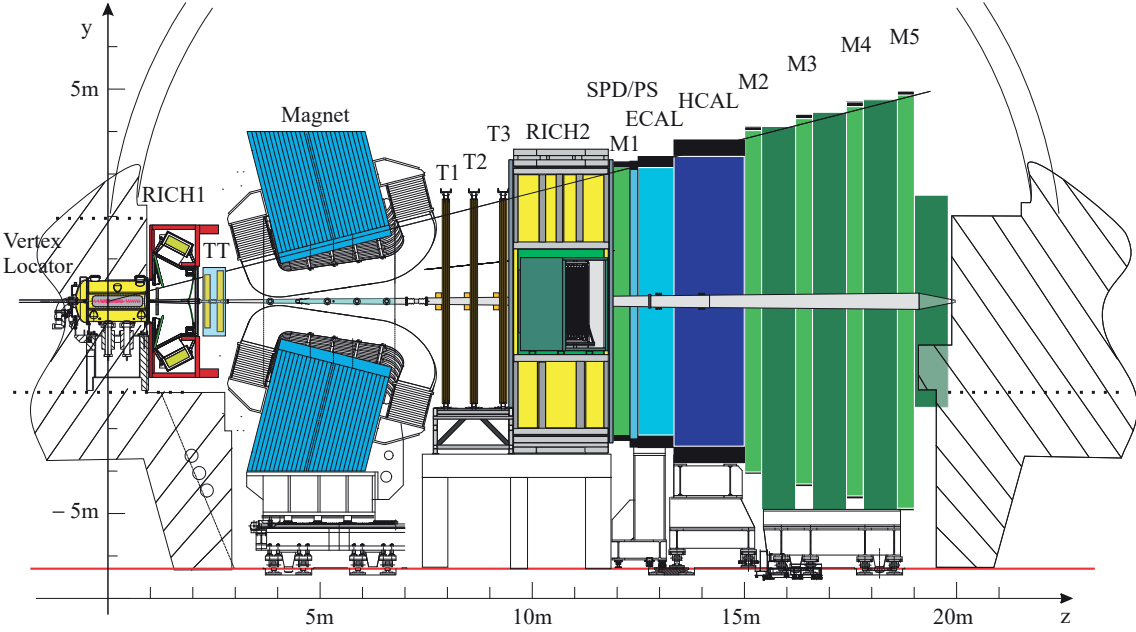 y
5m
Vertex
Locator
RICH1
TT
Magnet
T1
T2
T3
RICH2
M1
SPD/PS
ECAL
HCAL
M2
M3
M4
M5
− 5m
5m
10m
15m
20m
z